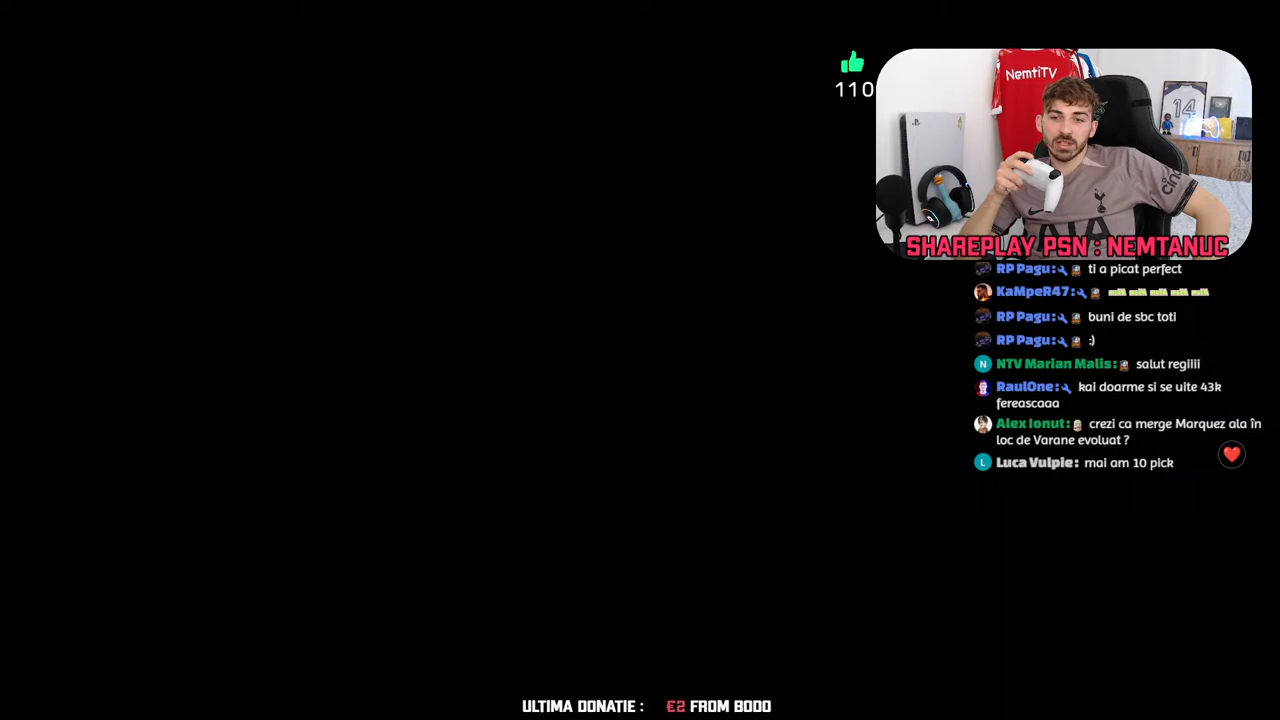 110
NemtiTV
14
cinc
AIA
SHAREPLAY PSN : NEMTANUC
RP Pagu: ti a picat perfect
KaMpeR47:
RP Pagu: buni de sbc toti
RP Pagu: :)
NTV Marian Malis: salut regiiii
RaulOne: kai doarme si se uite 43k
fereascaaa
Alex Ionut: crezi ca merge Marquez ala în
loc de Varane evoluat ?
L Luca Vulpie: mai am 10 pick
ULTIMA DONATIE : €2 FROM BODO